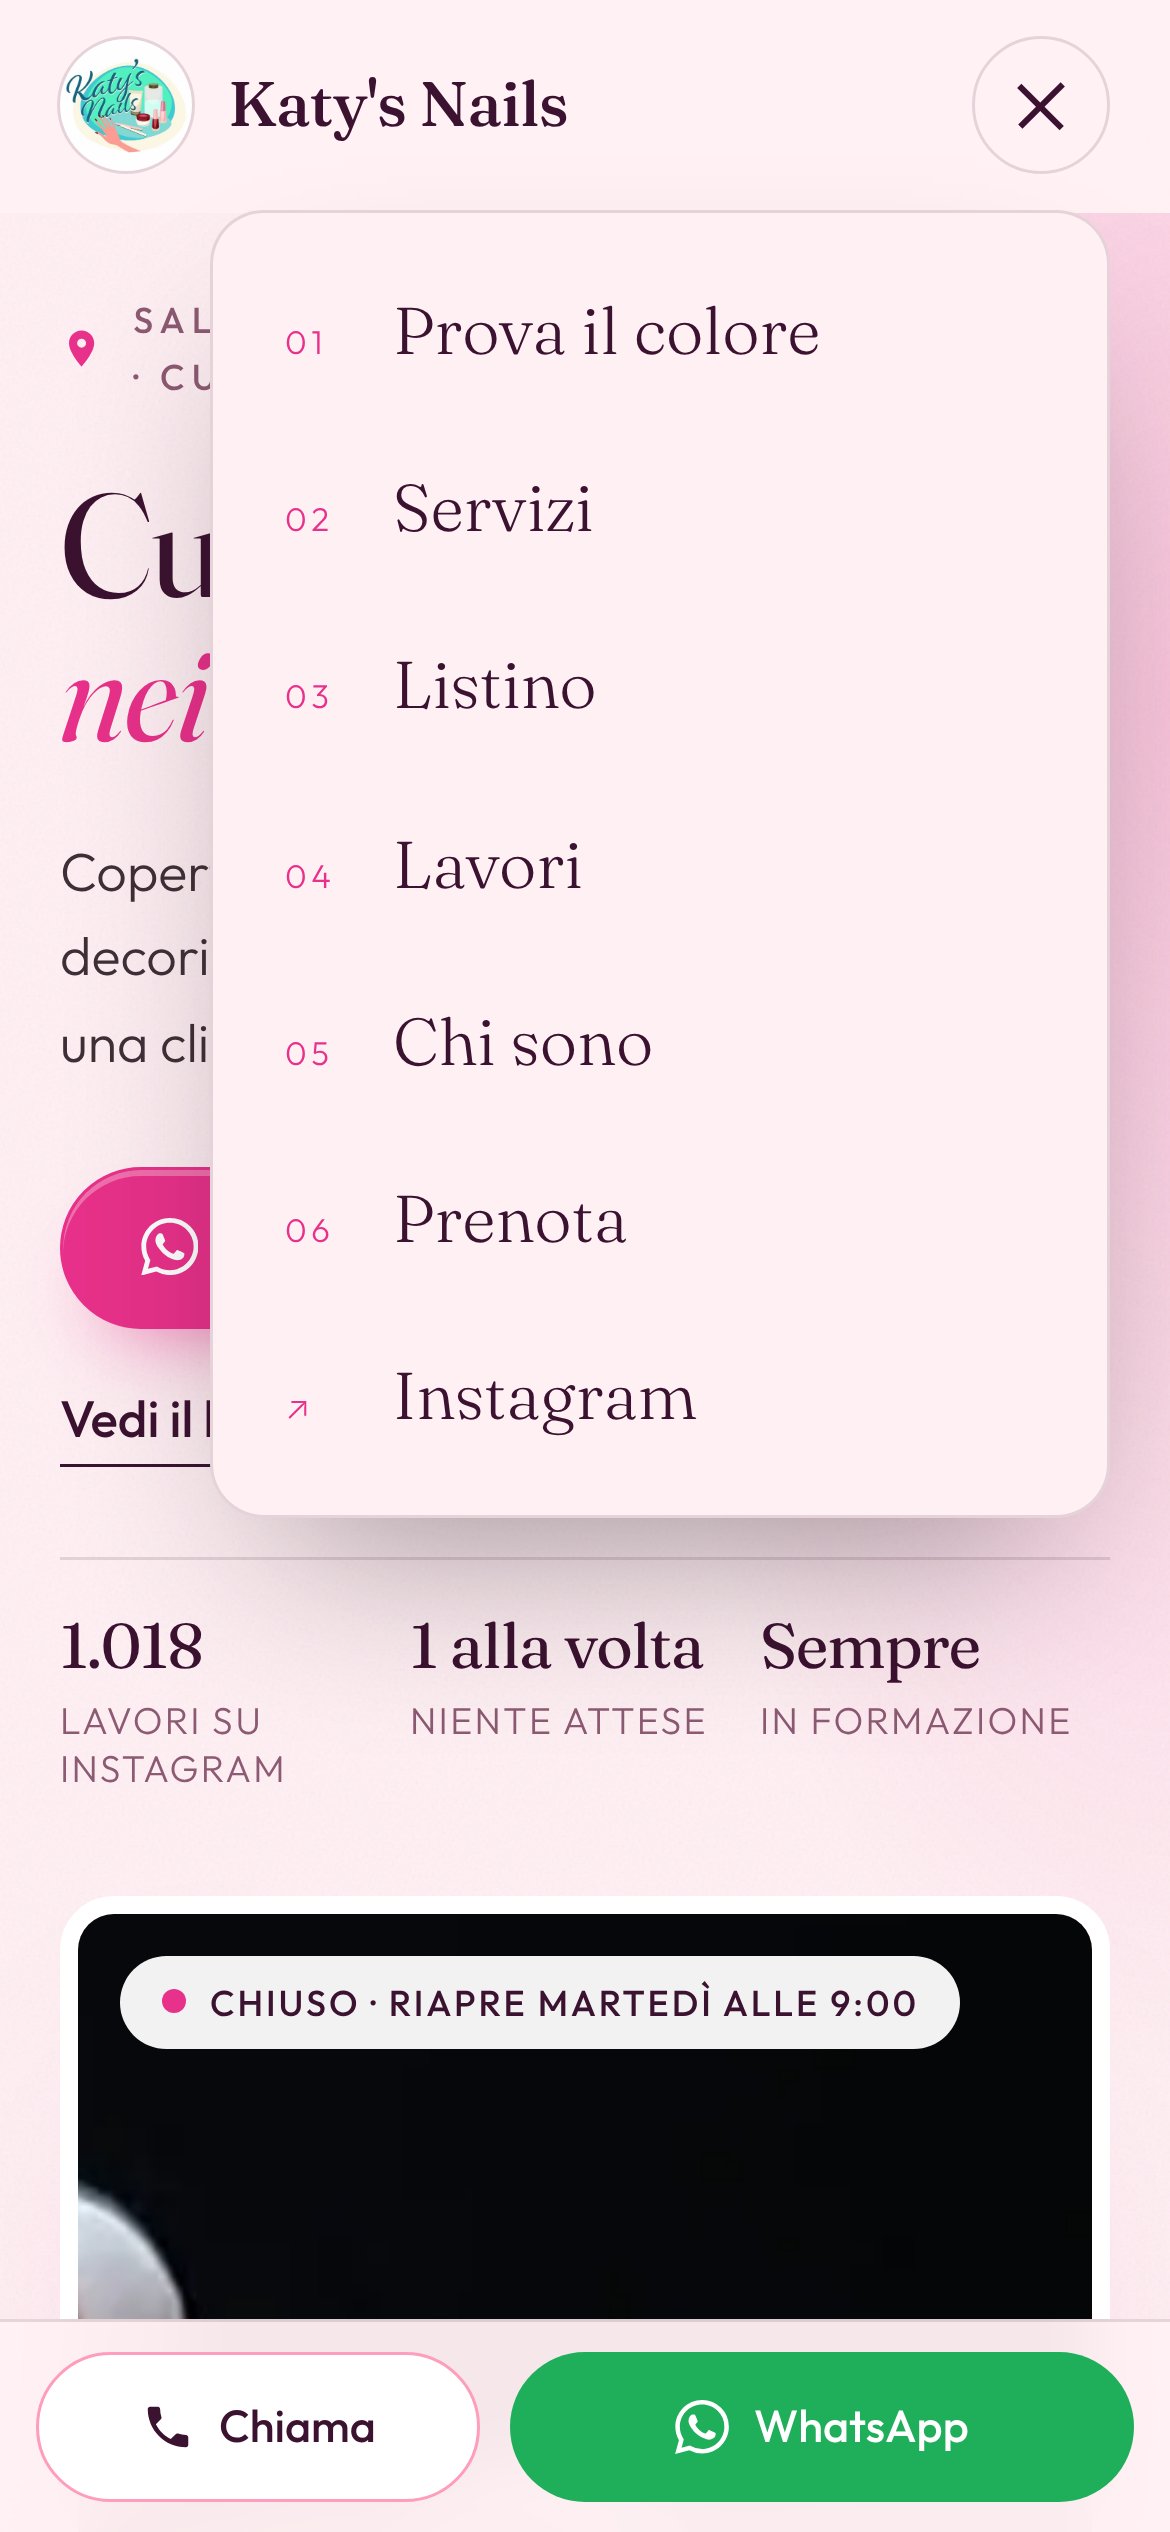 Katy's Nails
Katy's Nails
SAL
· CU
Cu
nei
Coper
decori
una cli
Vedi il l
01 Prova il colore
02 Servizi
03 Listino
04 Lavori
05 Chi sono
06 Prenota
↗ Instagram
1.018
LAVORI SU
INSTAGRAM
1 alla volta
NIENTE ATTESE
Sempre
IN FORMAZIONE
CHIUSO · RIAPRE MARTEDÌ ALLE 9:00
Chiama
WhatsApp